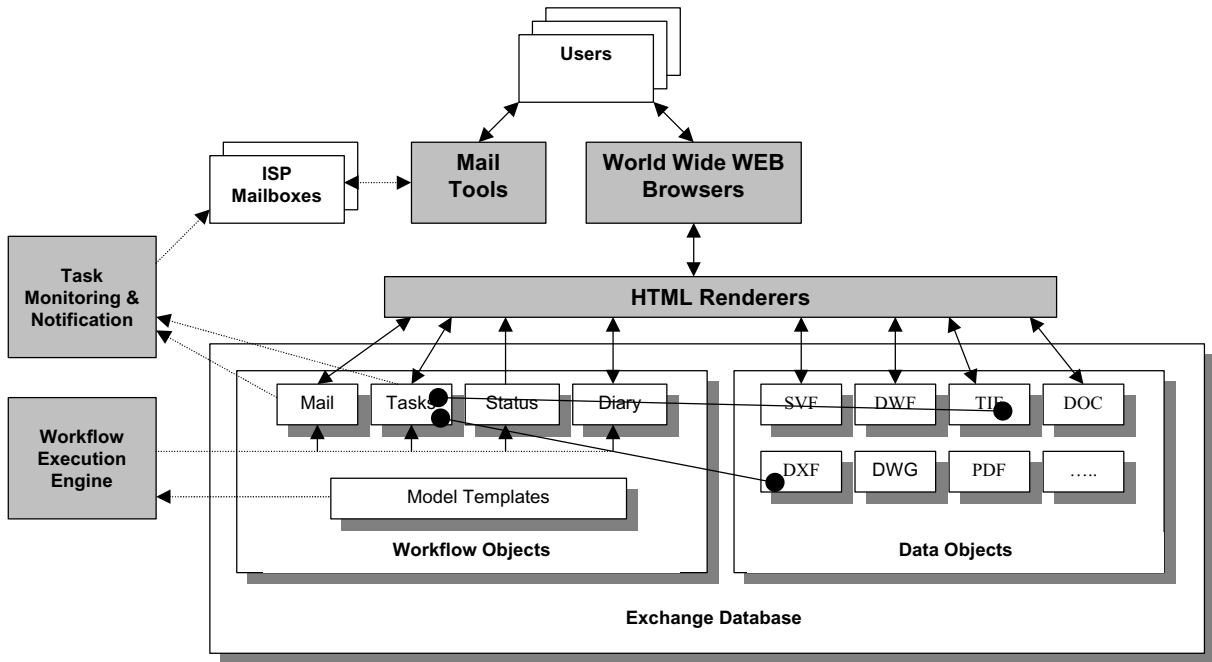 Users
ISP
Mailboxes
Mail
Tools
World Wide WEB
Browsers
Task
Monitoring &
Notification
HTML Renderers
Mail
Tasks
Status
Diary
SVF
DWF
TIF
DOC
Workflow
Execution
Engine
DXF
DWG
PDF
.....
Model Templates
Workflow Objects
Data Objects
Exchange Database